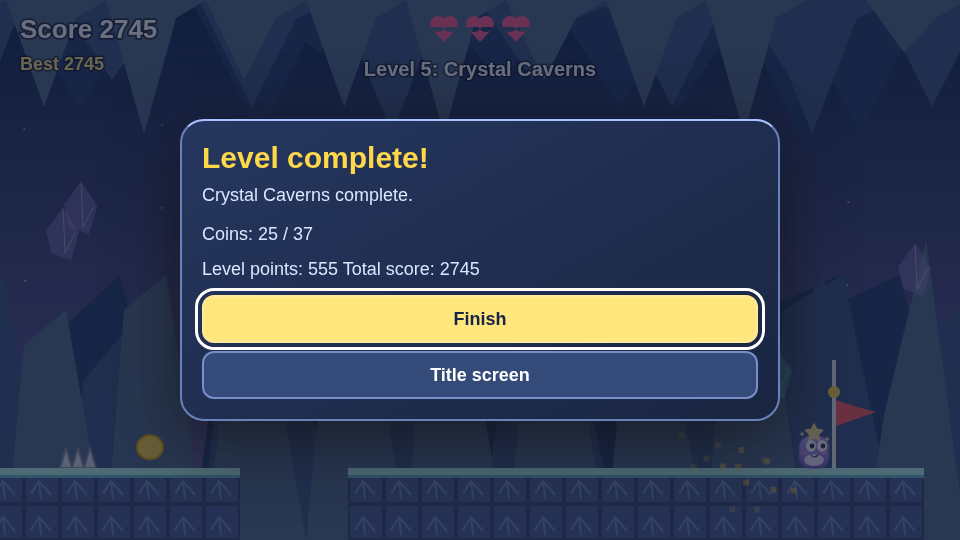 Score 2745
Best 2745
Level 5: Crystal Caverns
Level complete!
Crystal Caverns complete.
Coins: 25 / 37
Level points: 555 Total score: 2745
Finish
Title screen